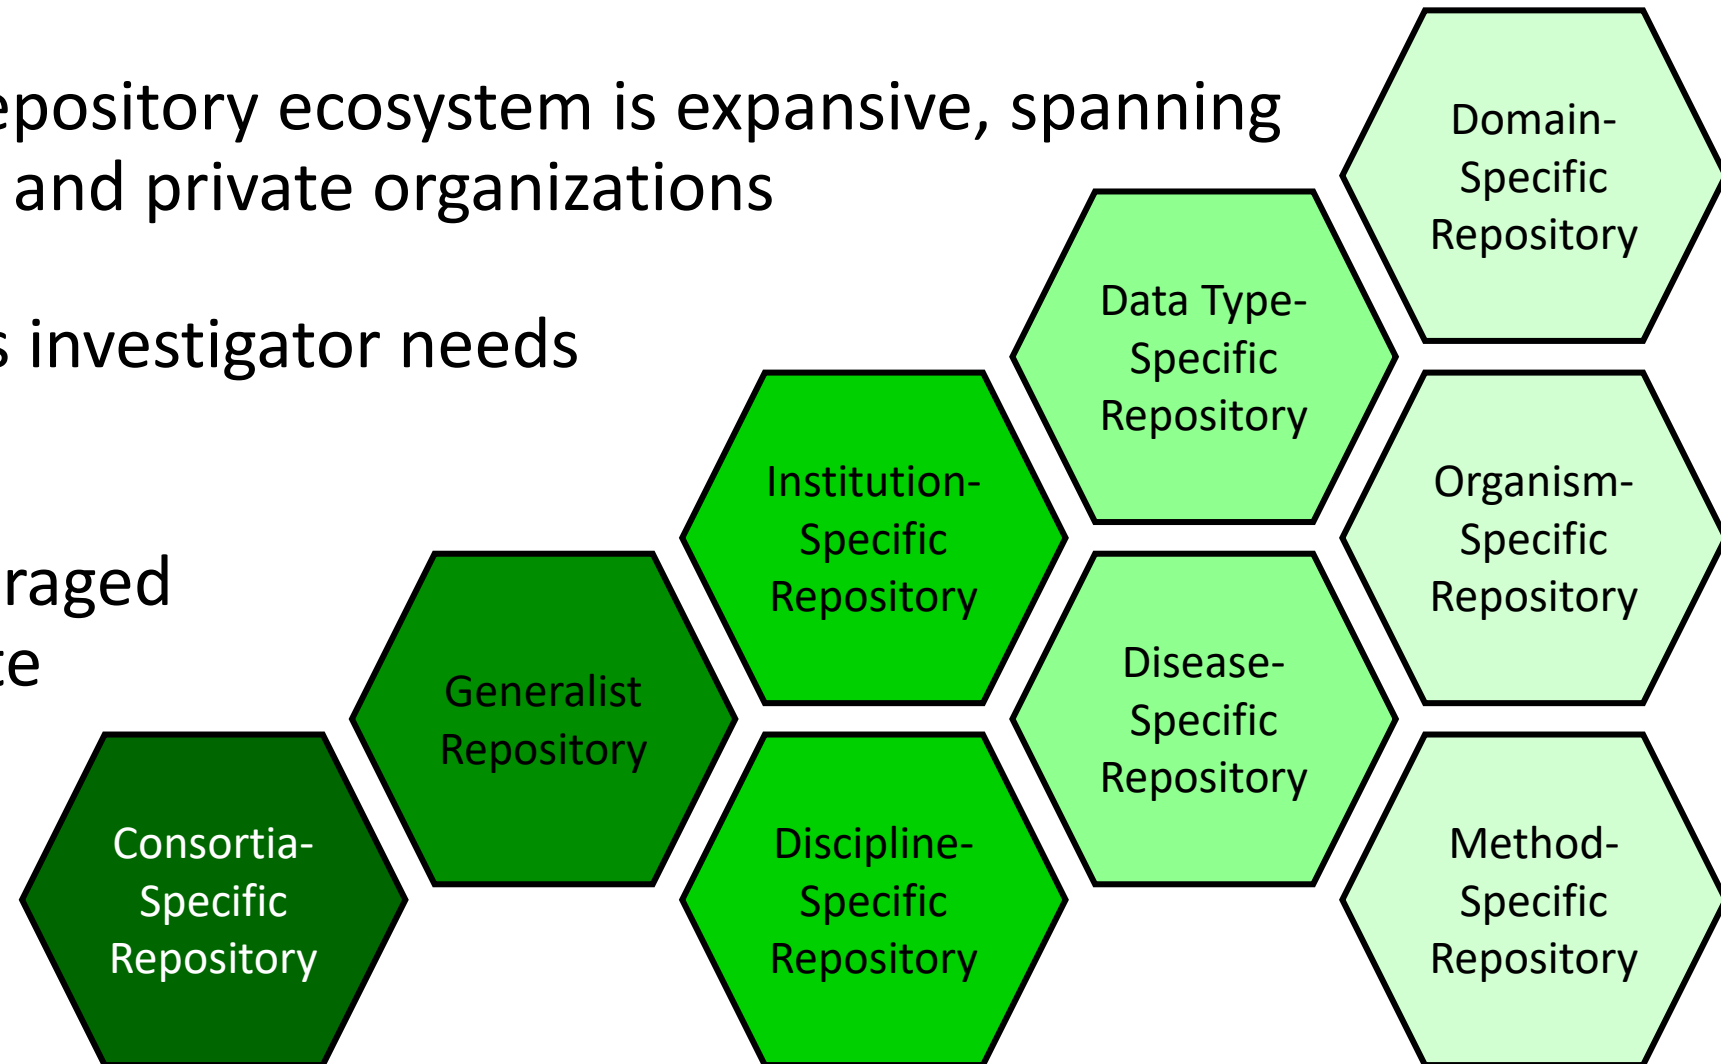 epository ecosystem is expansive, spanning
and private organizations
s investigator needs
raged
te
Domain-
Specific
Repository
Data Type-
Specific
Repository
Institution-
Specific
Repository
Organism-
Specific
Repository
Generalist
Repository
Disease-
Specific
Repository
Consortia-
Specific
Repository
Discipline-
Specific
Repository
Method-
Specific
Repository